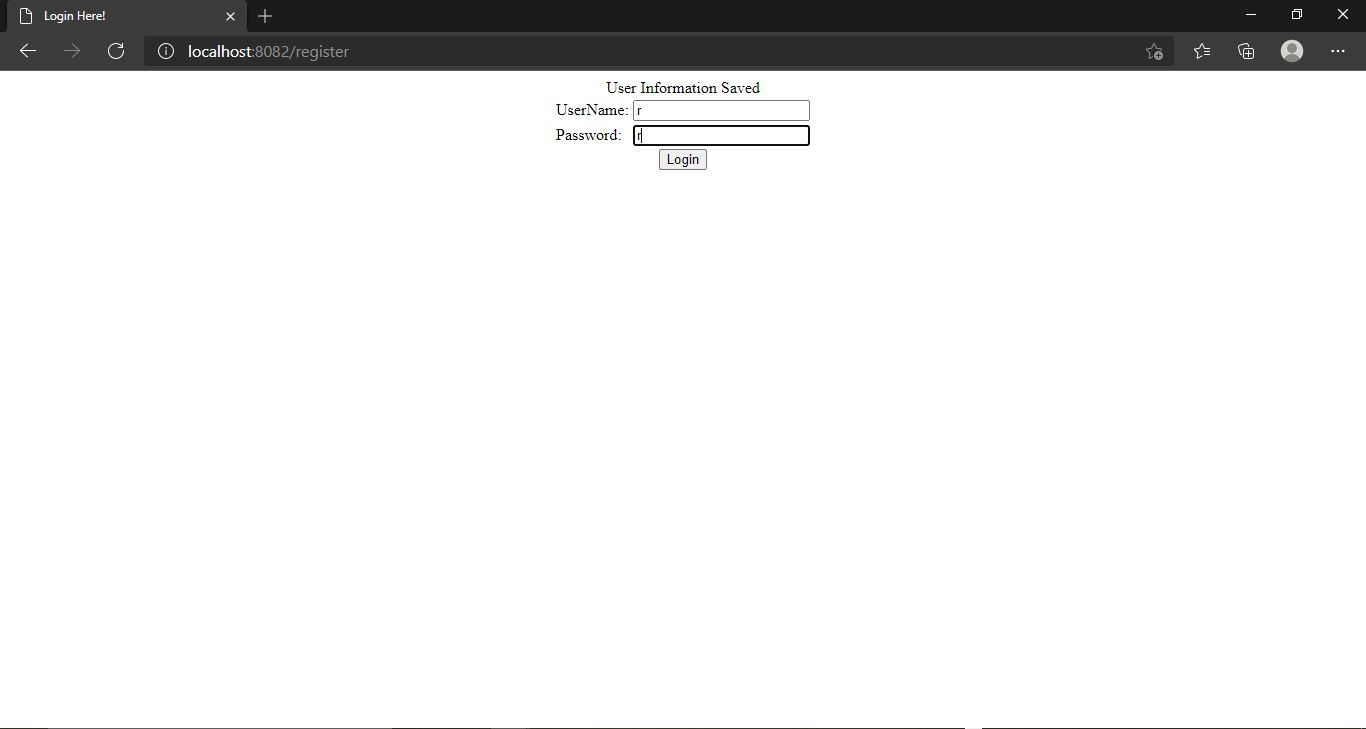 Login Here!
localhost:8082/register
User Information Saved
UserName: r
Password: r
Login